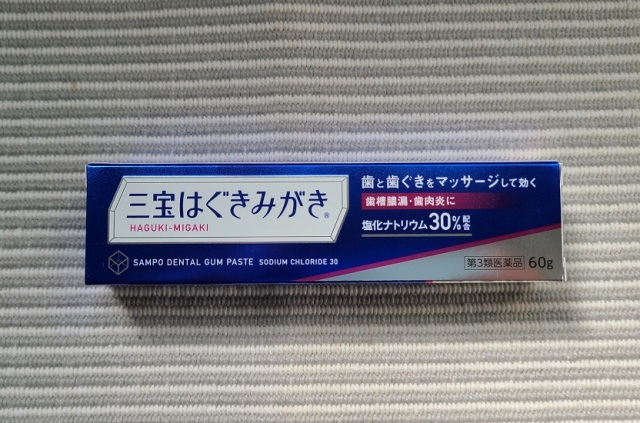 三宝はぐきみがき®
HAGUKI-MIGAKI
SAMPO DENTAL GUM PASTE SODIUM CHLORIDE 30
歯と歯ぐきをマッサージして効く
歯槽膿漏・歯肉炎に
塩化ナトリウム30%配合
第3類医薬品 60g